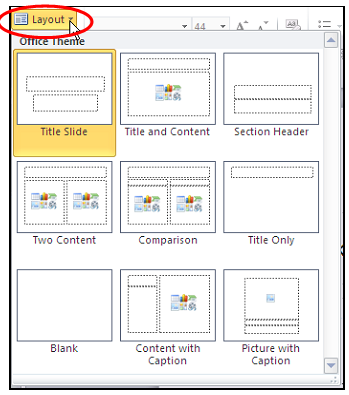 Layout
44
Office Theme
Title Slide
Title and Content
Section Header
Two Content
Comparison
Title Only
Blank
Content with
Caption
Picture with
Caption